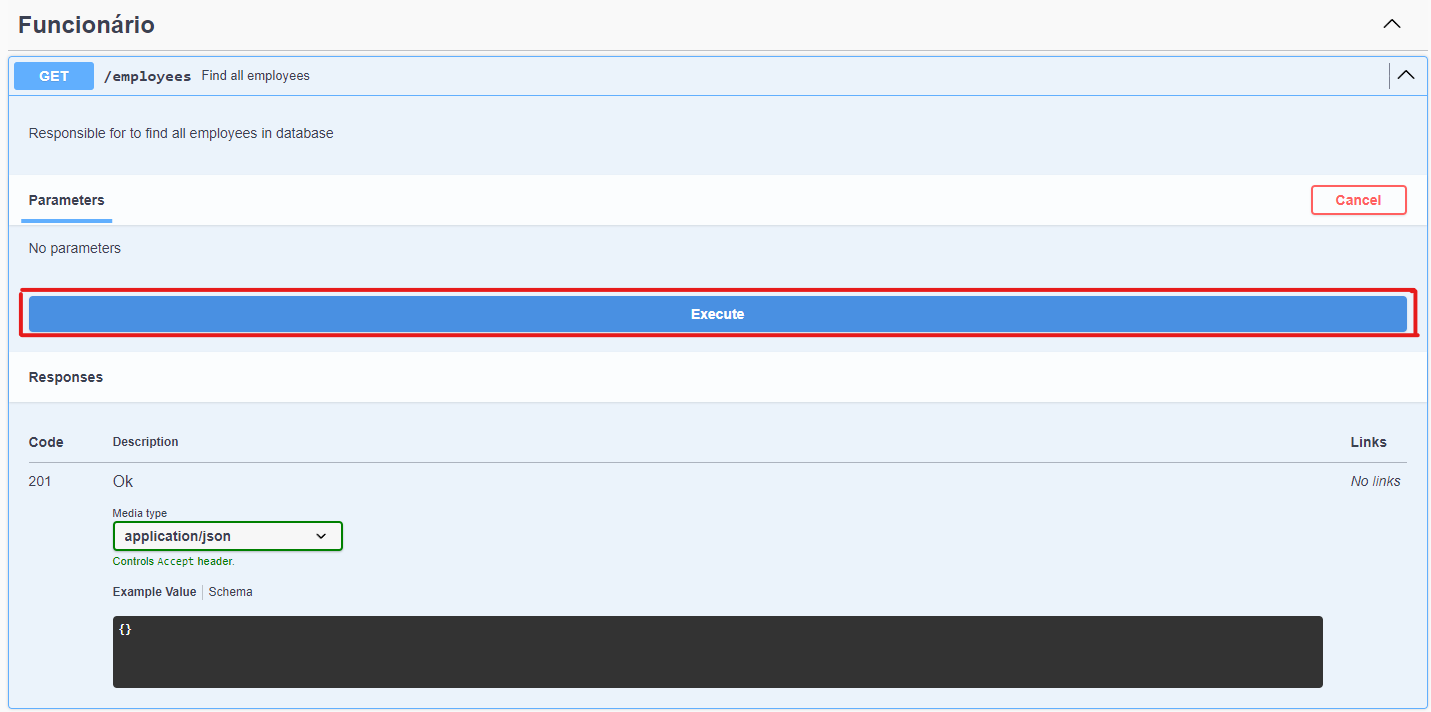 Funcionário
GET /employees Find all employees
Responsible for to find all employees in database
Parameters Cancel
No parameters
Execute
Responses
Code Description Links
201 Ok No links
Media type
application/json
Controls Accept header.
Example Value Schema
{}